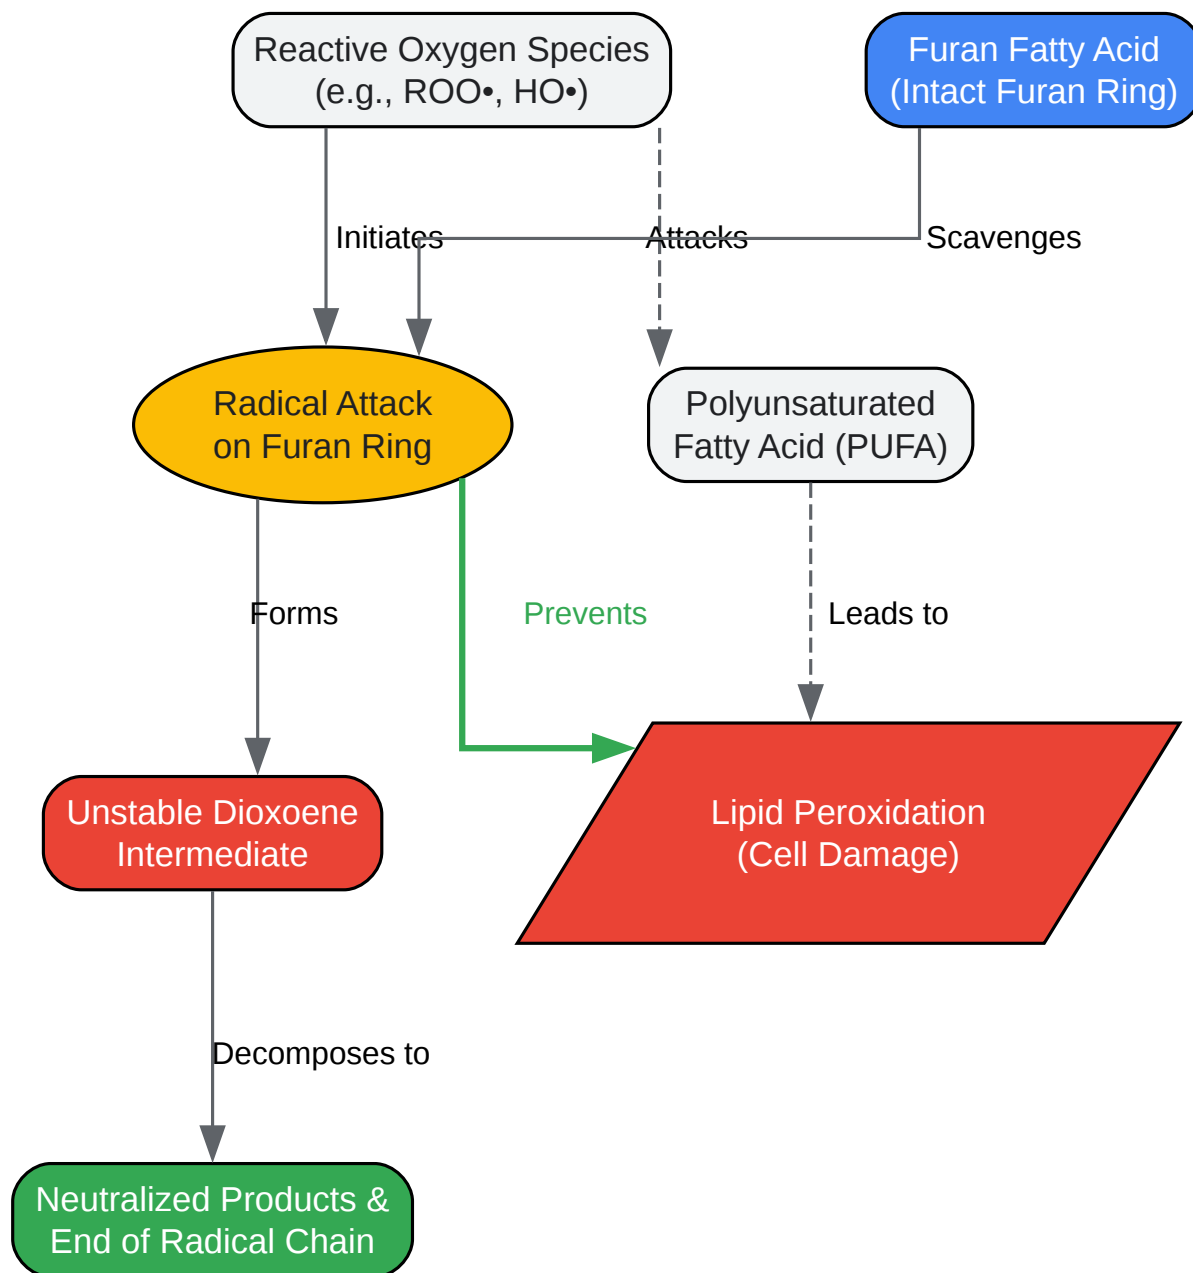 Reactive Oxygen Species
(e.g., ROO•, HO•)
Furan Fatty Acid
(Intact Furan Ring)
Initiates
Attacks
Scavenges
Radical Attack
on Furan Ring
Polyunsaturated
Fatty Acid (PUFA)
Forms
Prevents
Leads to
Unstable Dioxoene
Intermediate
Lipid Peroxidation
(Cell Damage)
Decomposes to
Neutralized Products &
End of Radical Chain